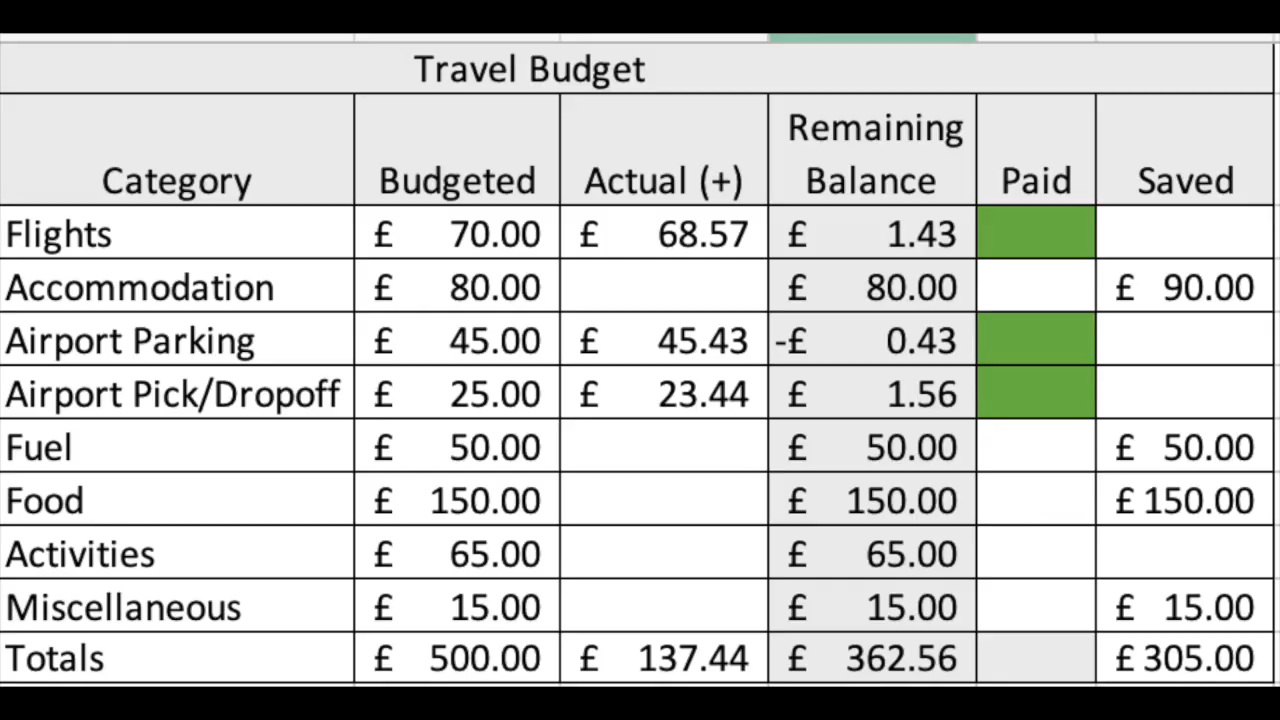 Travel Budget
Category Budgeted Actual (+) Remaining Balance Paid Saved
Flights £ 70.00 £ 68.57 £ 1.43
Accommodation £ 80.00 £ 80.00 £ 90.00
Airport Parking £ 45.00 £ 45.43 -£ 0.43
Airport Pick/Dropoff £ 25.00 £ 23.44 £ 1.56
Fuel £ 50.00 £ 50.00 £ 50.00
Food £ 150.00 £ 150.00 £ 150.00
Activities £ 65.00 £ 65.00
Miscellaneous £ 15.00 £ 15.00 £ 15.00
Totals £ 500.00 £ 137.44 £ 362.56 £ 305.00